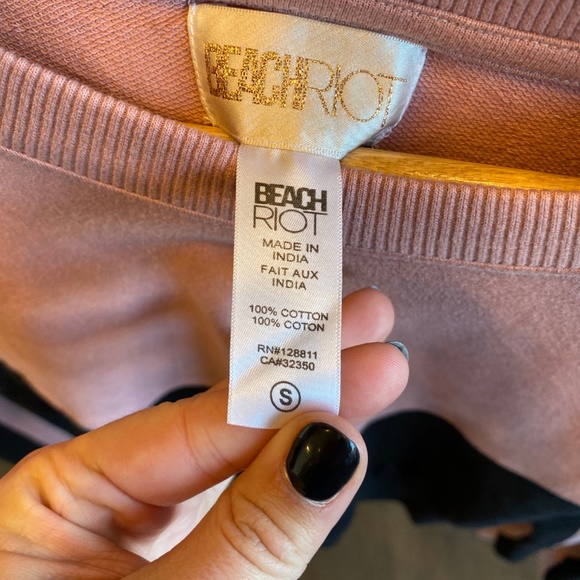 BEACHRIOT
BEACH
RIOT
MADE IN
INDIA
FAIT AUX
INDIA
100% COTTON
100% COTON
RN#128811
CA#32350
S